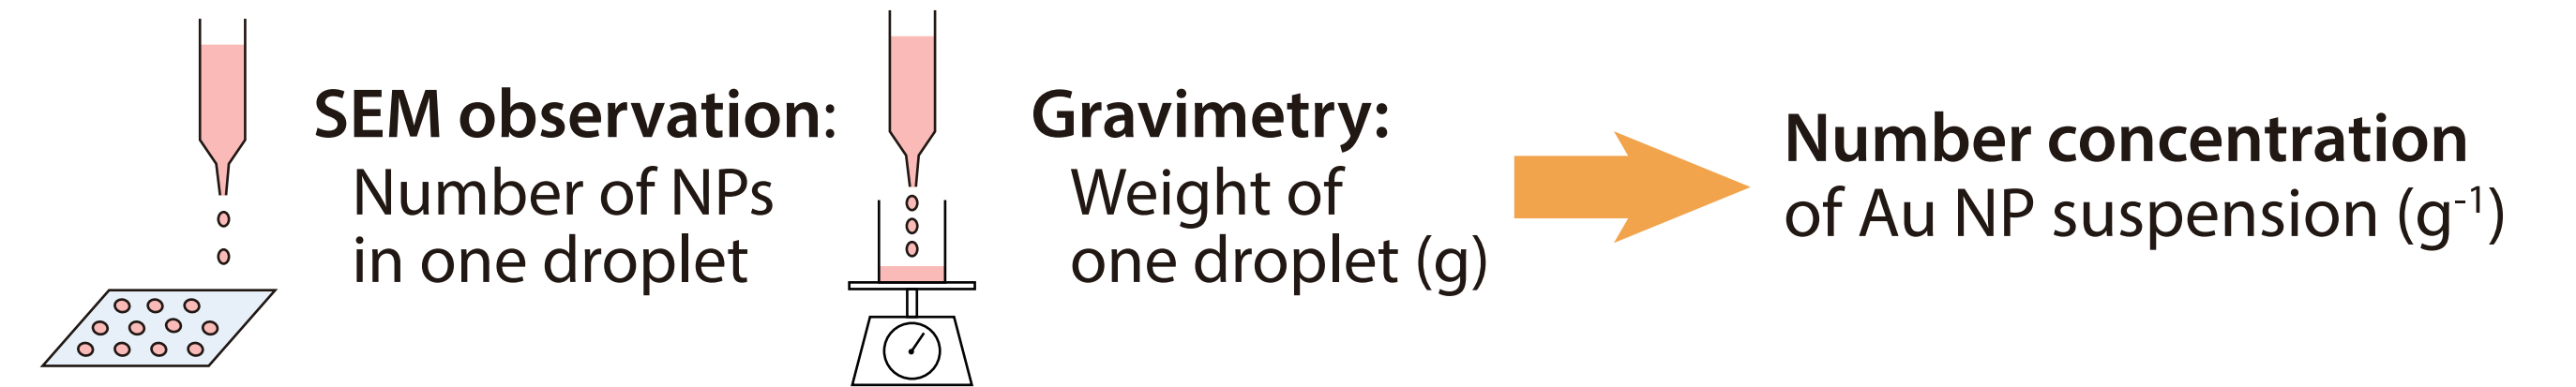 SEM observation:
Number of NPs
in one droplet
Gravimetry:
Weight of
one droplet (g)
Number concentration
of Au NP suspension (g⁻¹)